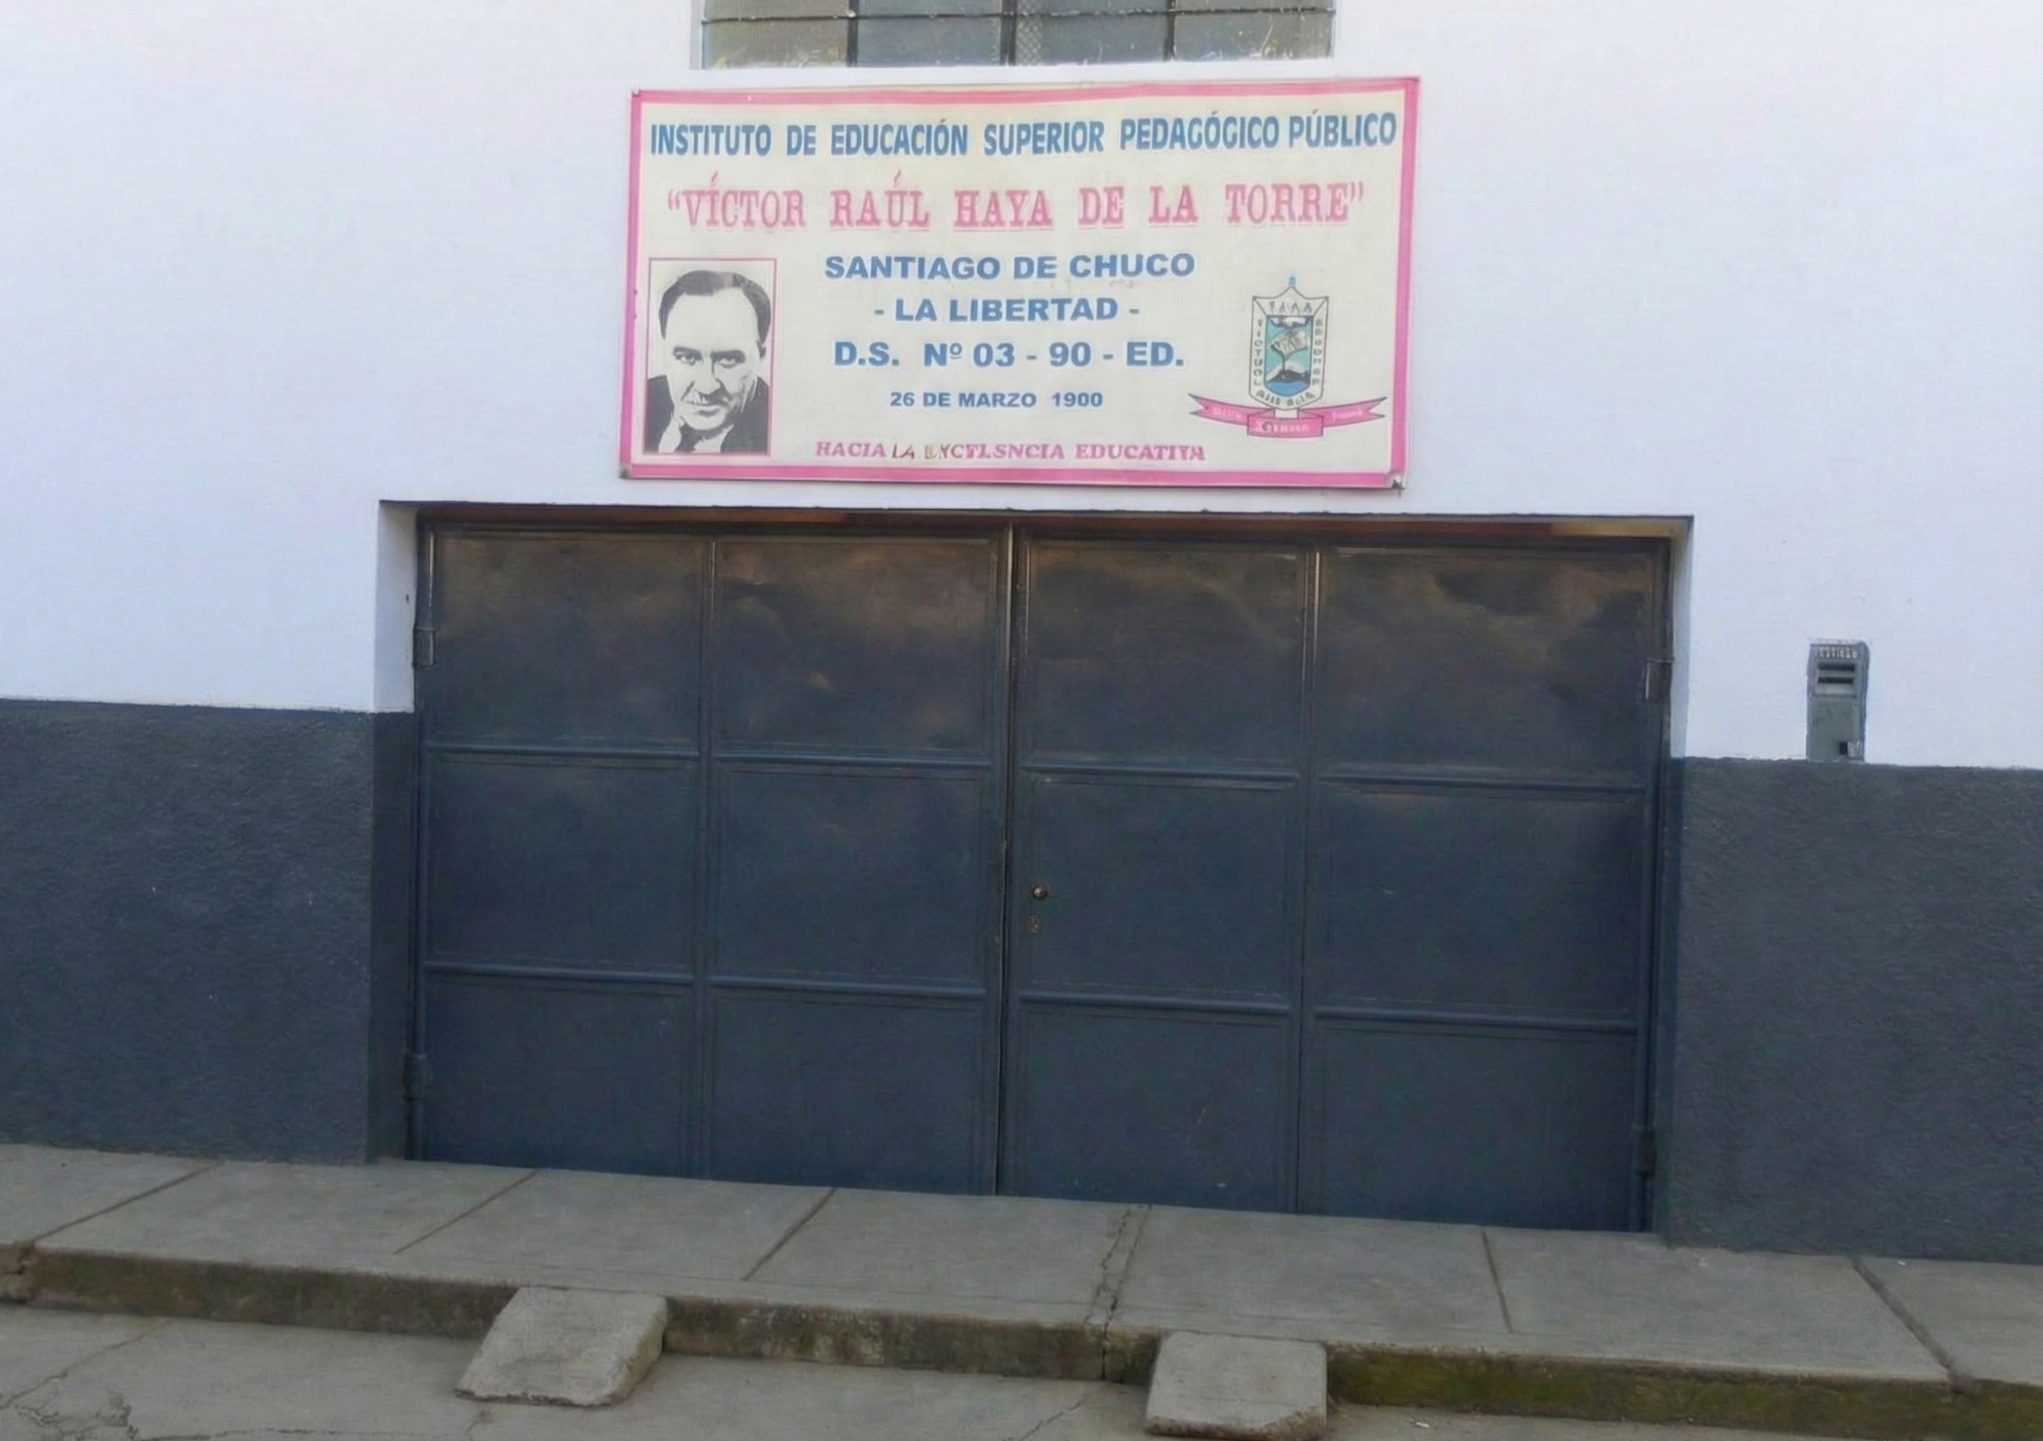 INSTITUTO DE EDUCACIÓN SUPERIOR PEDAGÓGICO PÚBLICO
"VÍCTOR RAÚL HAYA DE LA TORRE"
SANTIAGO DE CHUCO
- LA LIBERTAD -
D.S. Nº 03 - 90 - ED.
26 DE MARZO 1900
HACIA LA EDUCATIVA